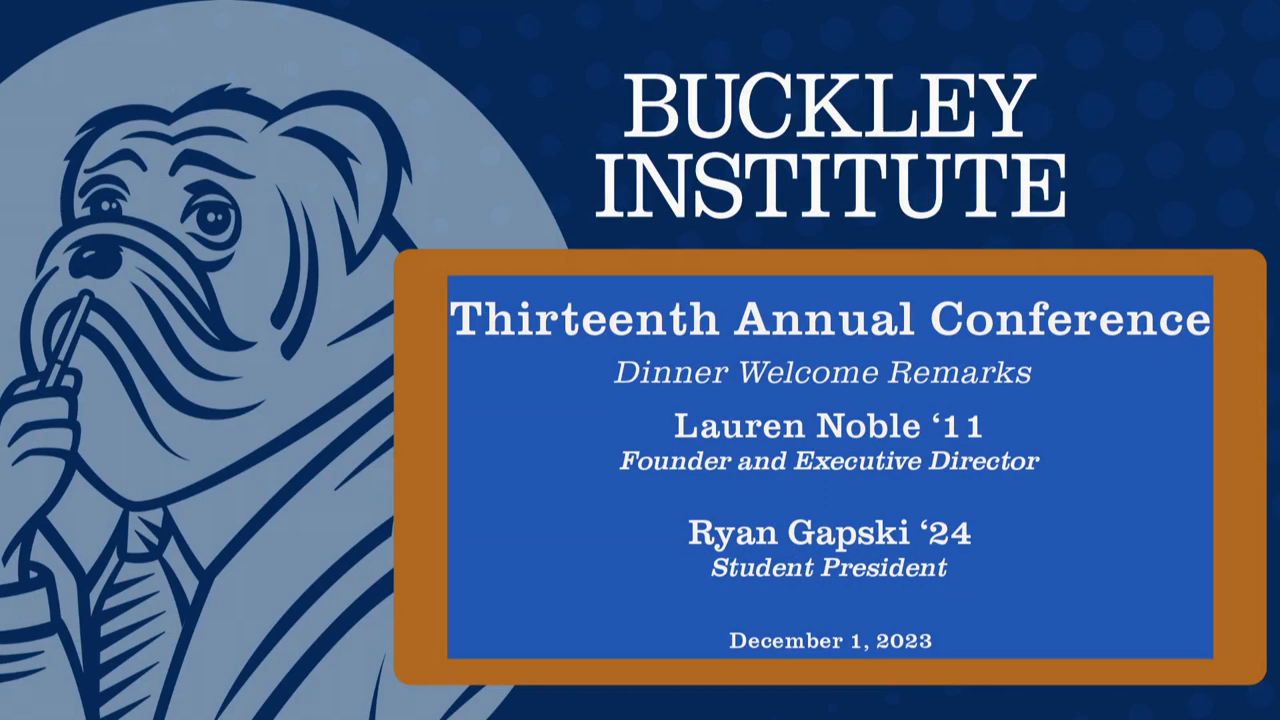 BUCKLEY
INSTITUTE
Thirteenth Annual Conference
Dinner Welcome Remarks
Lauren Noble ‘11
Founder and Executive Director
Ryan Gapski ‘24
Student President
December 1, 2023